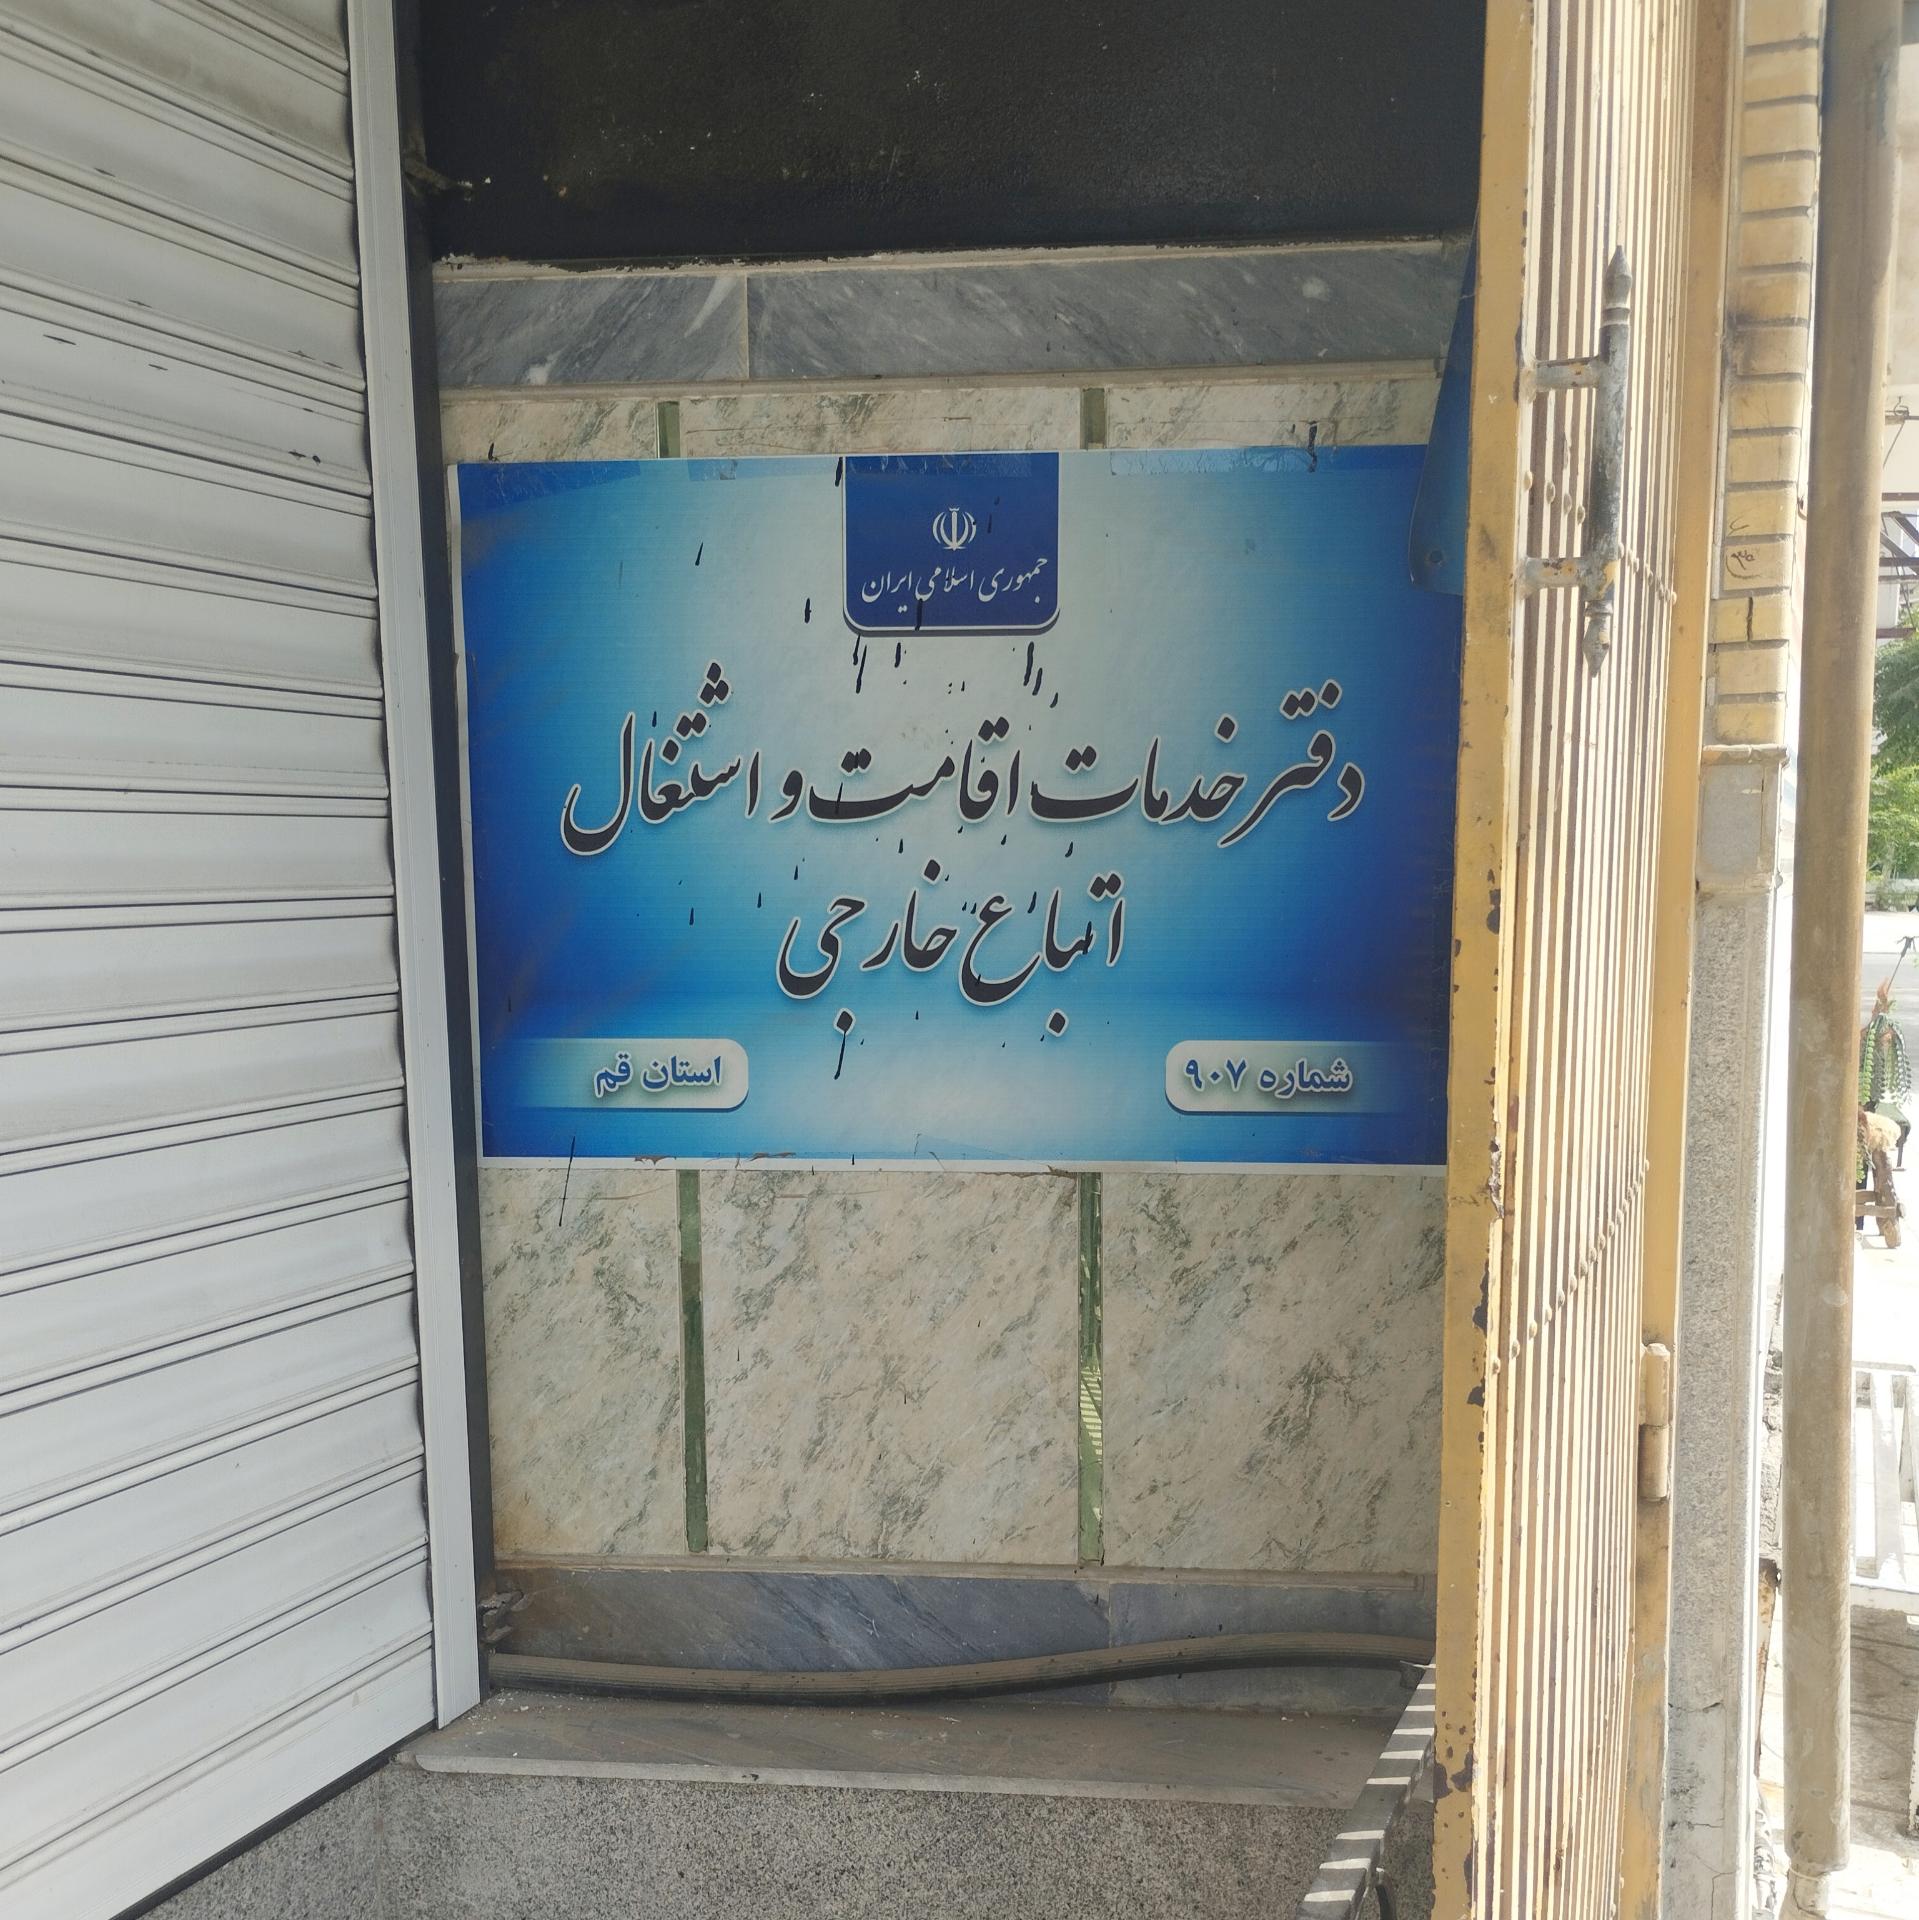 جمهوری اسلامی ایران
دفتر خدمات اقامت و اشتغال
اتباع خارجی
شماره ۹۰۷
استان قم